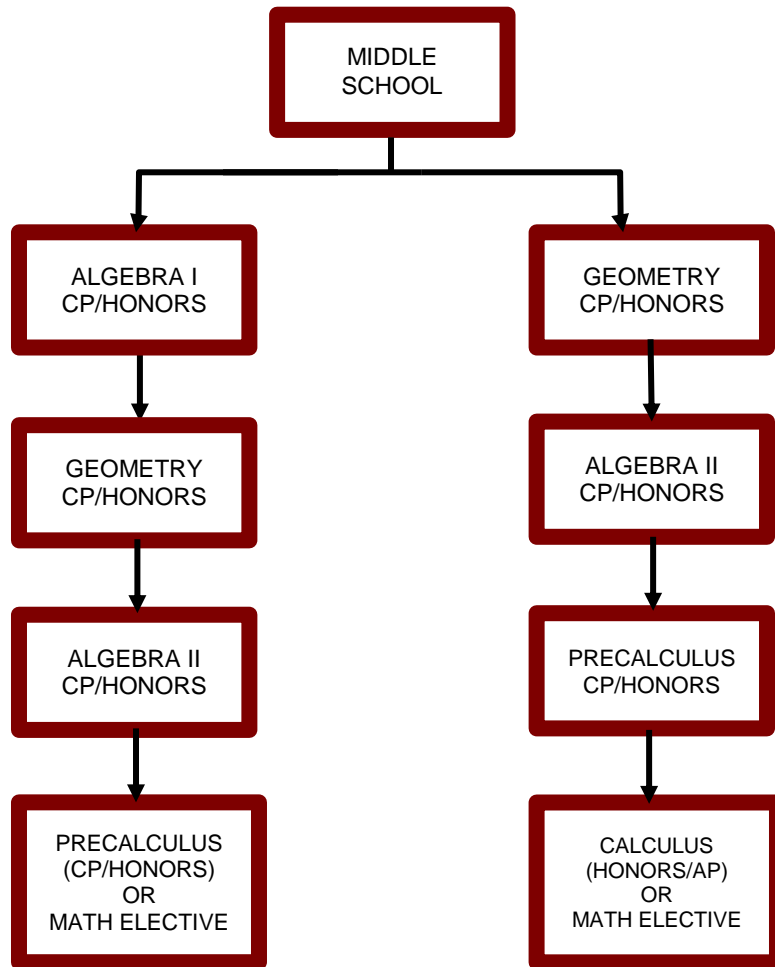 MIDDLE
SCHOOL
ALGEBRA I
CP/HONORS
GEOMETRY
CP/HONORS
GEOMETRY
CP/HONORS
ALGEBRA II
CP/HONORS
ALGEBRA II
CP/HONORS
PRECALCULUS
CP/HONORS
PRECALCULUS
(CP/HONORS)
OR
MATH ELECTIVE
CALCULUS
(HONORS/AP)
OR
MATH ELECTIVE